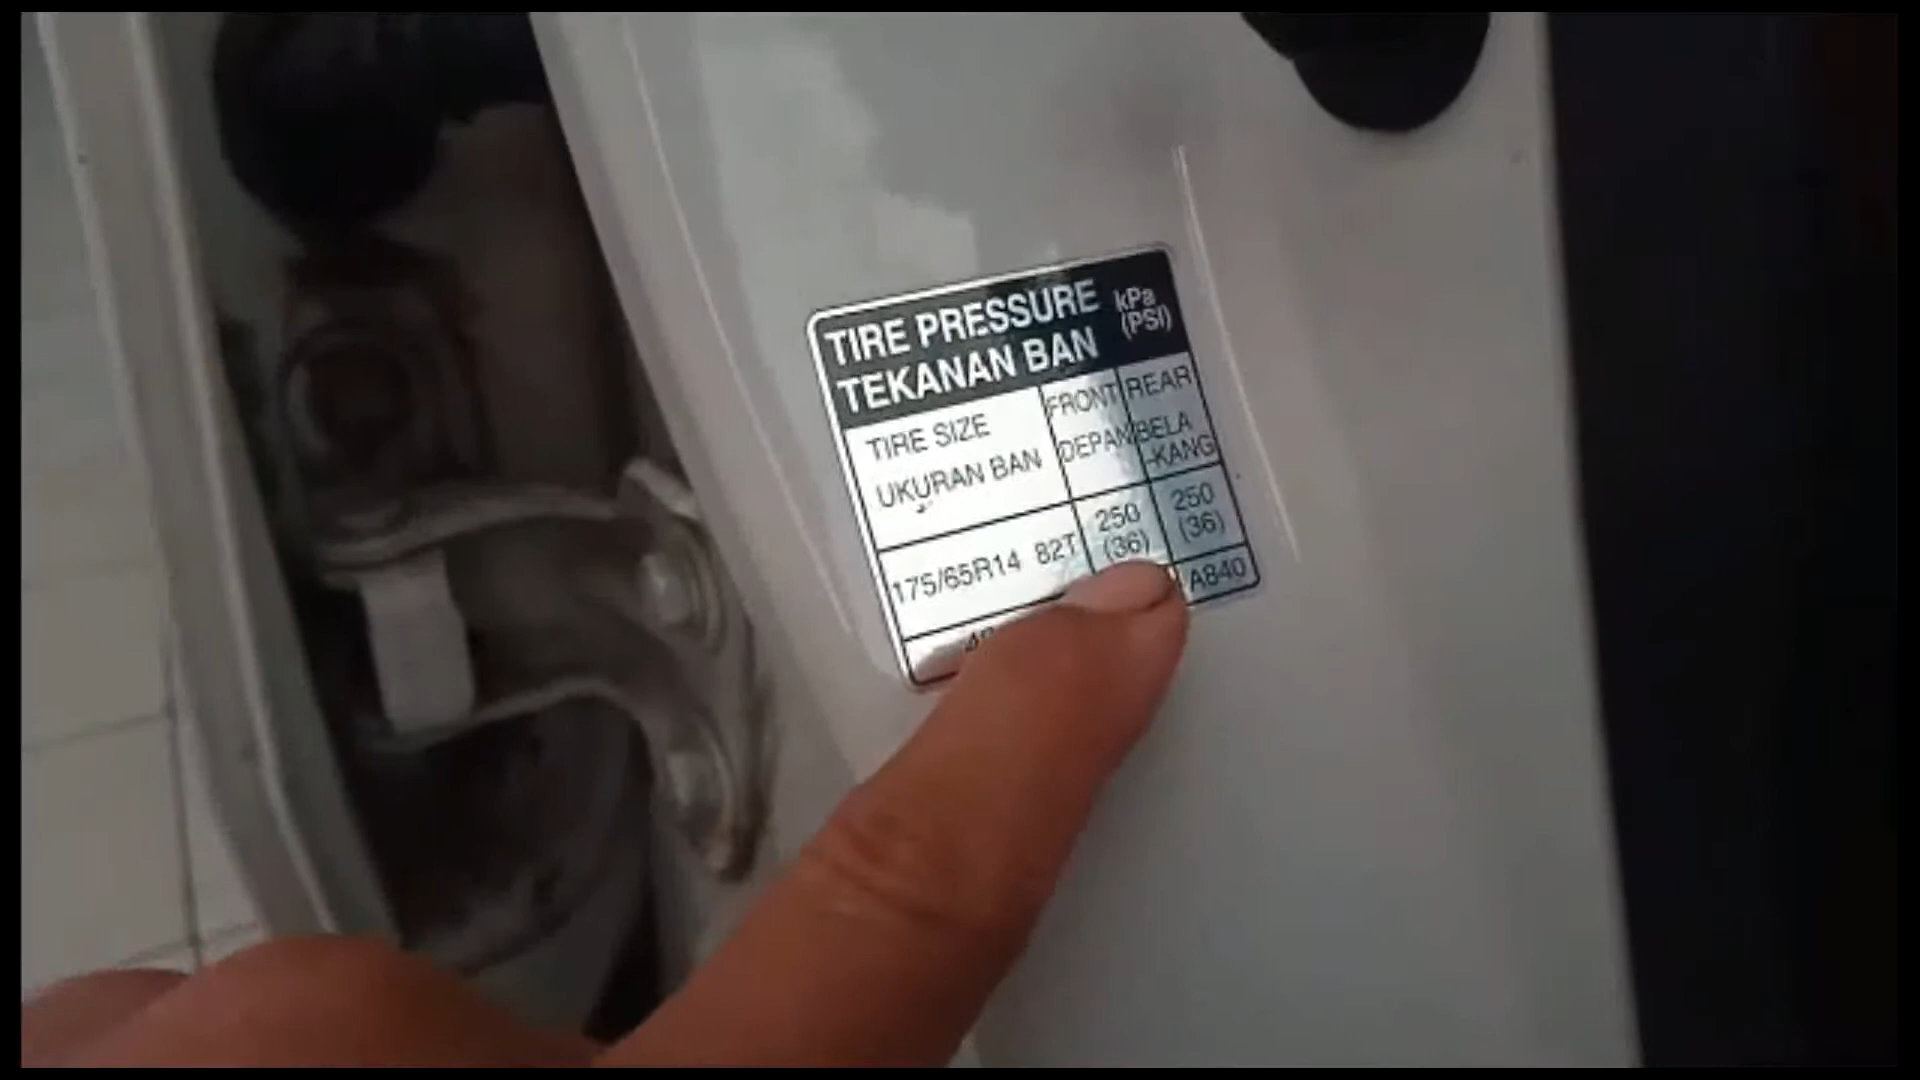 TIRE PRESSURE kPa
TEKANAN BAN (PSI)
TIRE SIZE FRONT REAR
UKURAN BAN DEPAN BELA
-KANG
175/65R14 82T 250 250
(36) (36)
A840